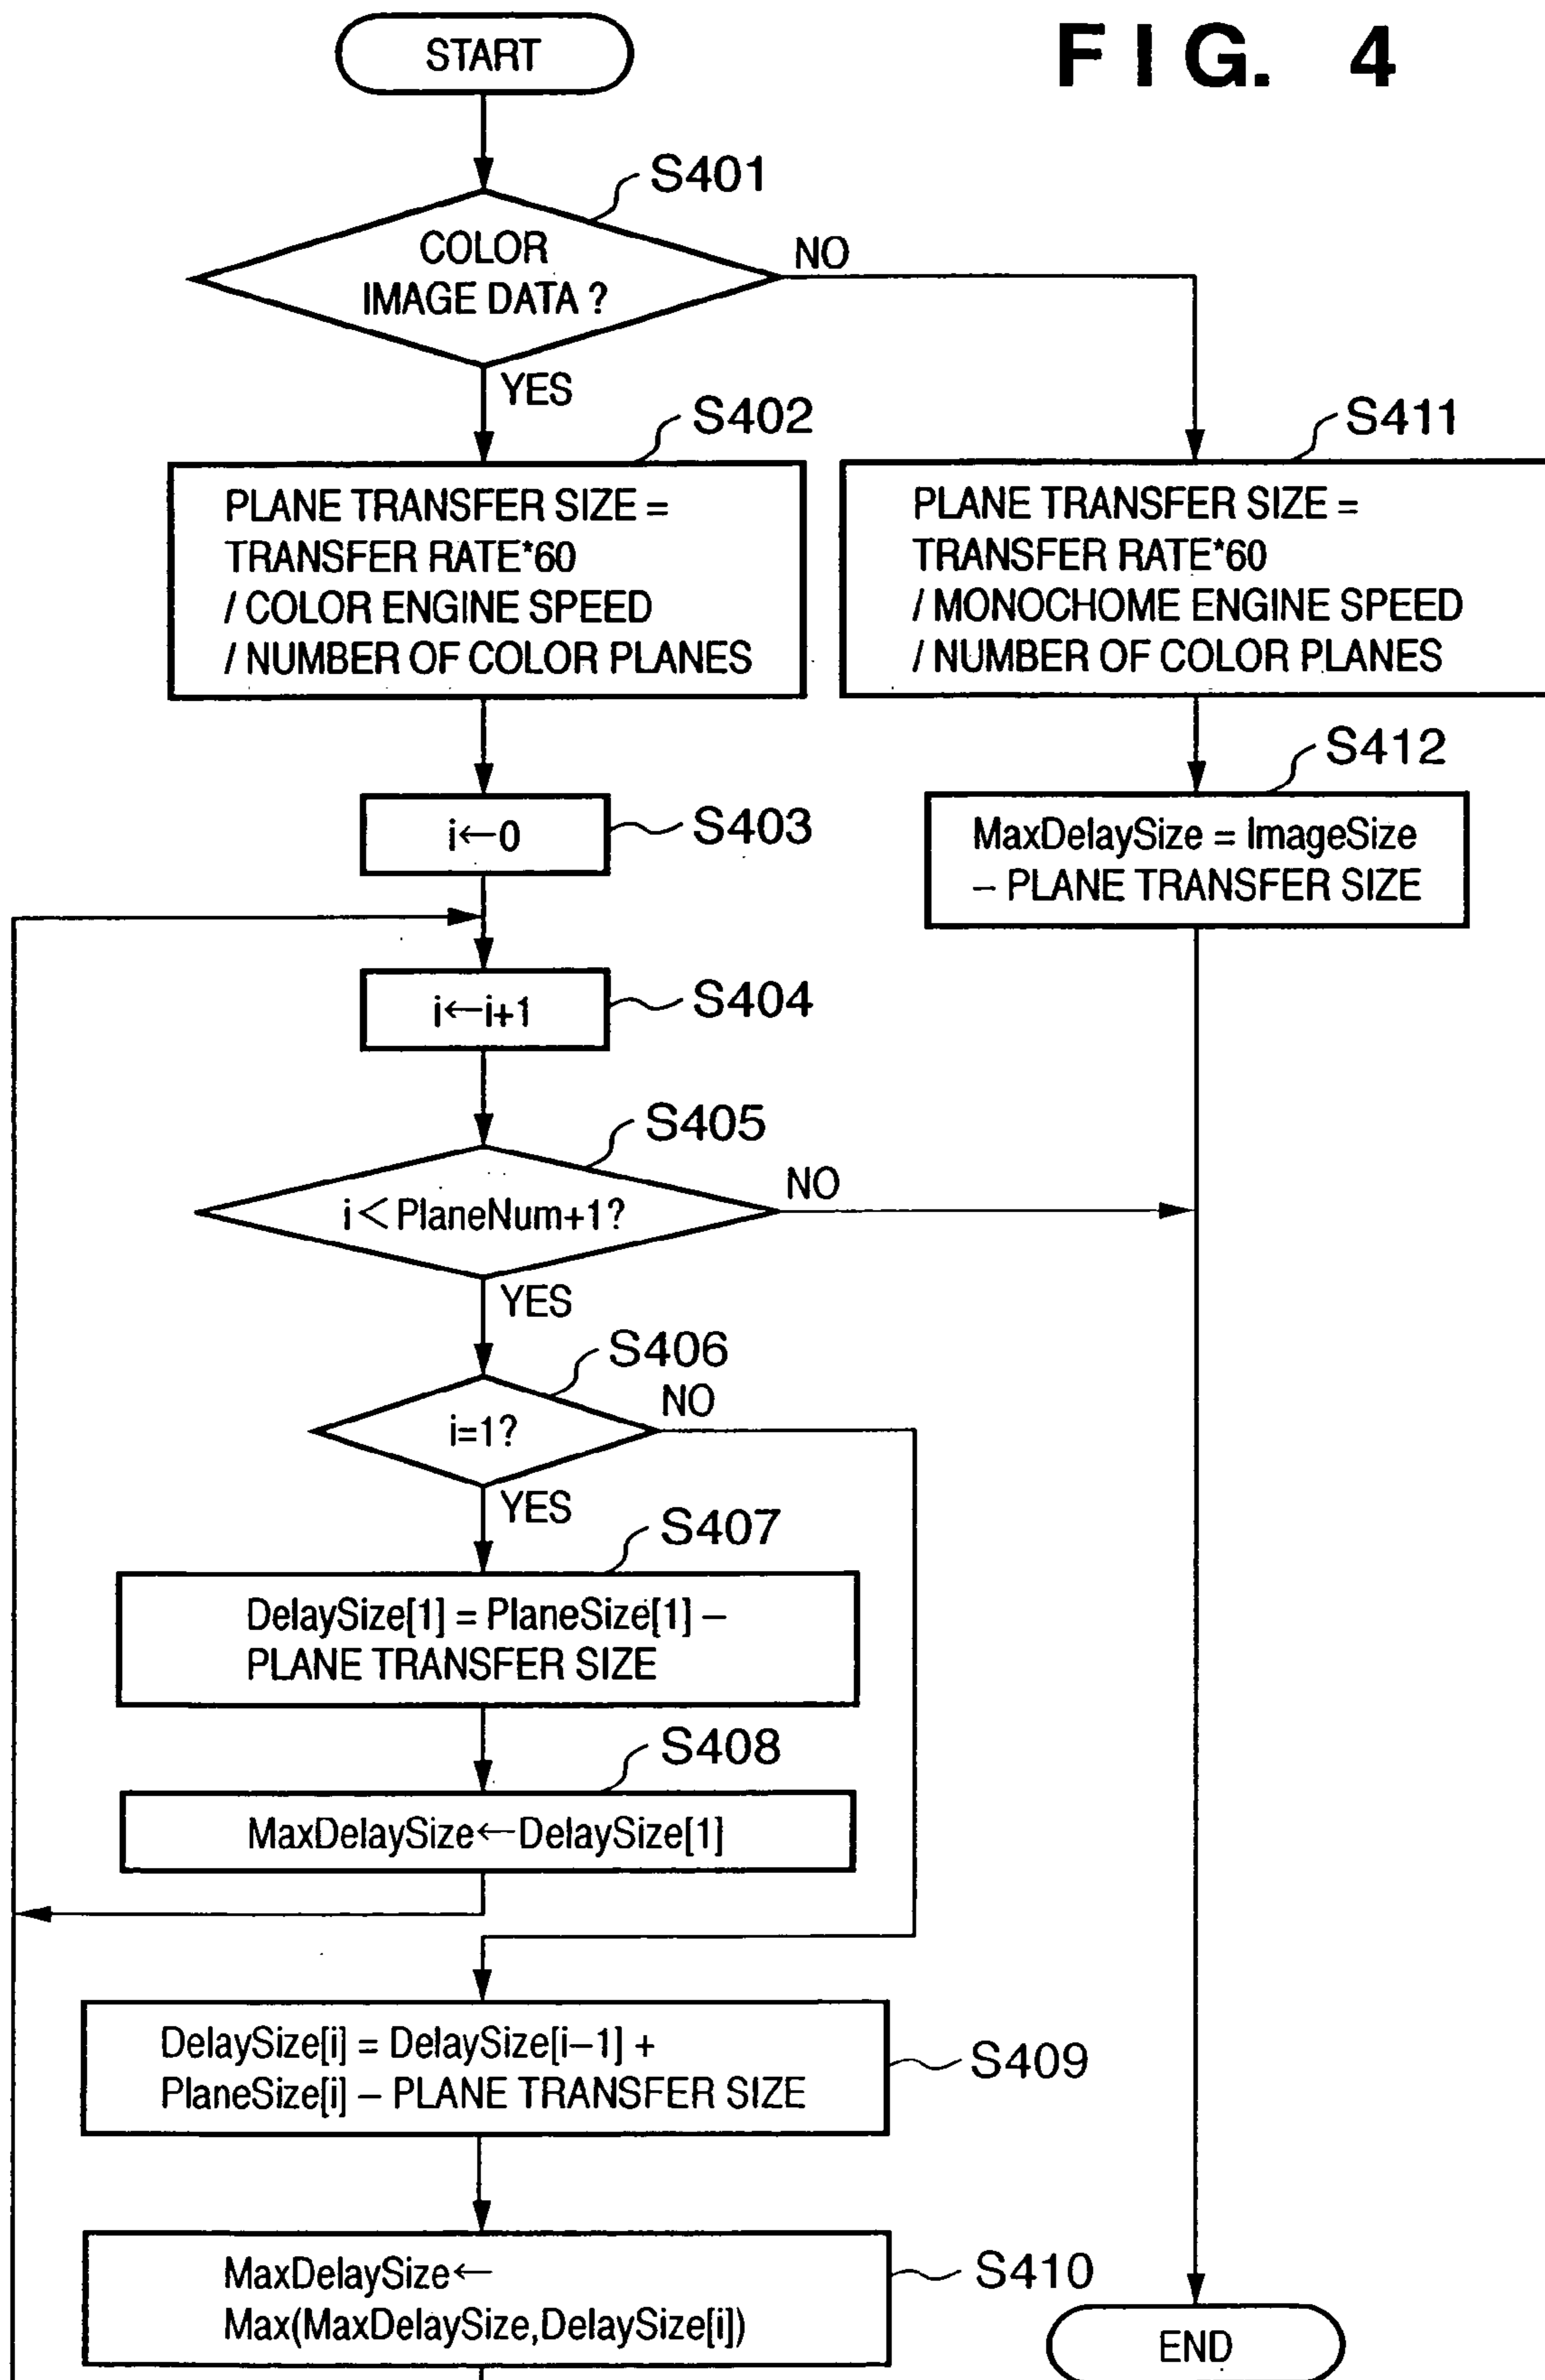 FIG. 4
START
S401
COLOR
IMAGE DATA ?
NO
YES
S402
PLANE TRANSFER SIZE =
TRANSFER RATE*60
/ COLOR ENGINE SPEED
/ NUMBER OF COLOR PLANES
S411
PLANE TRANSFER SIZE =
TRANSFER RATE*60
/ MONOCHOME ENGINE SPEED
/ NUMBER OF COLOR PLANES
S412
MaxDelaySize = ImageSize
– PLANE TRANSFER SIZE
i←0
S403
i←i+1
S404
S405
i<PlaneNum+1?
NO
YES
S406
i=1?
NO
YES
S407
DelaySize[1] = PlaneSize[1] –
PLANE TRANSFER SIZE
S408
MaxDelaySize←DelaySize[1]
DelaySize[i] = DelaySize[i–1] +
PlaneSize[i] – PLANE TRANSFER SIZE
S409
MaxDelaySize←
Max(MaxDelaySize,DelaySize[i])
S410
END